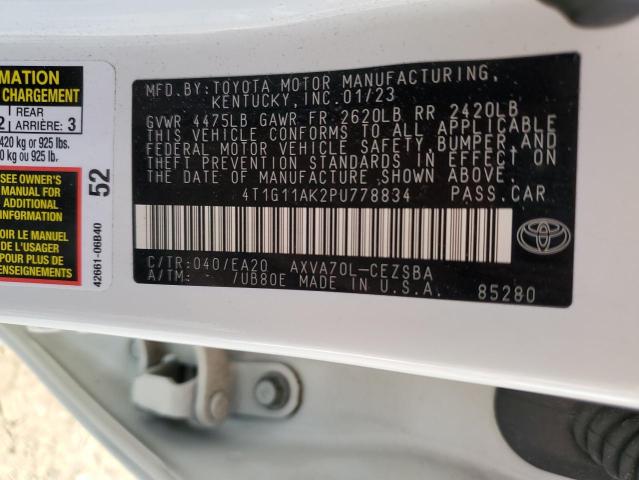 MATION
CHARGEMENT
REAR
2 ARRIÈRE: 3
420 kg or 925 lbs.
0 kg ou 925 lb.
SEE OWNER'S
MANUAL FOR
ADDITIONAL
INFORMATION
OIR LE MANUEL
DE L'USAGER
POUR PLUS DE
ENSEIGNEMENTS
52
42661-06B40
MFD.BY: TOYOTA MOTOR MANUFACTURING,
KENTUCKY,INC.01/23
GVWR 4475LB GAWR FR 2620LB RR 2420LB
THIS VEHICLE CONFORMS TO ALL APPLICABLE
FEDERAL MOTOR VEHICLE SAFETY,BUMPER,AND
THEFT PREVENTION STANDARDS IN EFFECT ON
THE DATE OF MANUFACTURE SHOWN ABOVE.
4T1G11AK2PU778834 PASS.CAR
C/TR:040/EA20 AXVA70L-CEZSBA
A/TM:- /UB80E MADE IN U.S.A.
85280
TOYOTA